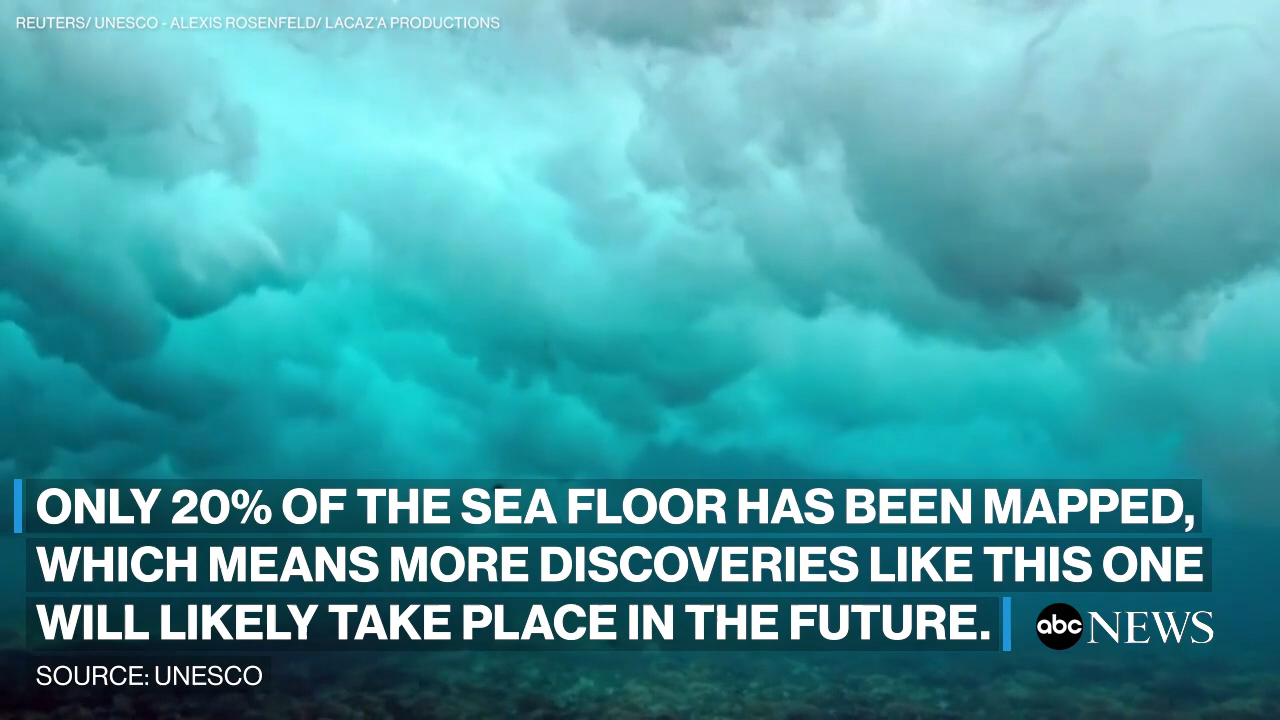 REUTERS/ UNESCO - ALEXIS ROSENFELD/ LACAZ'A PRODUCTIONS
ONLY 20% OF THE SEA FLOOR HAS BEEN MAPPED,
WHICH MEANS MORE DISCOVERIES LIKE THIS ONE
WILL LIKELY TAKE PLACE IN THE FUTURE.
abc NEWS
SOURCE: UNESCO